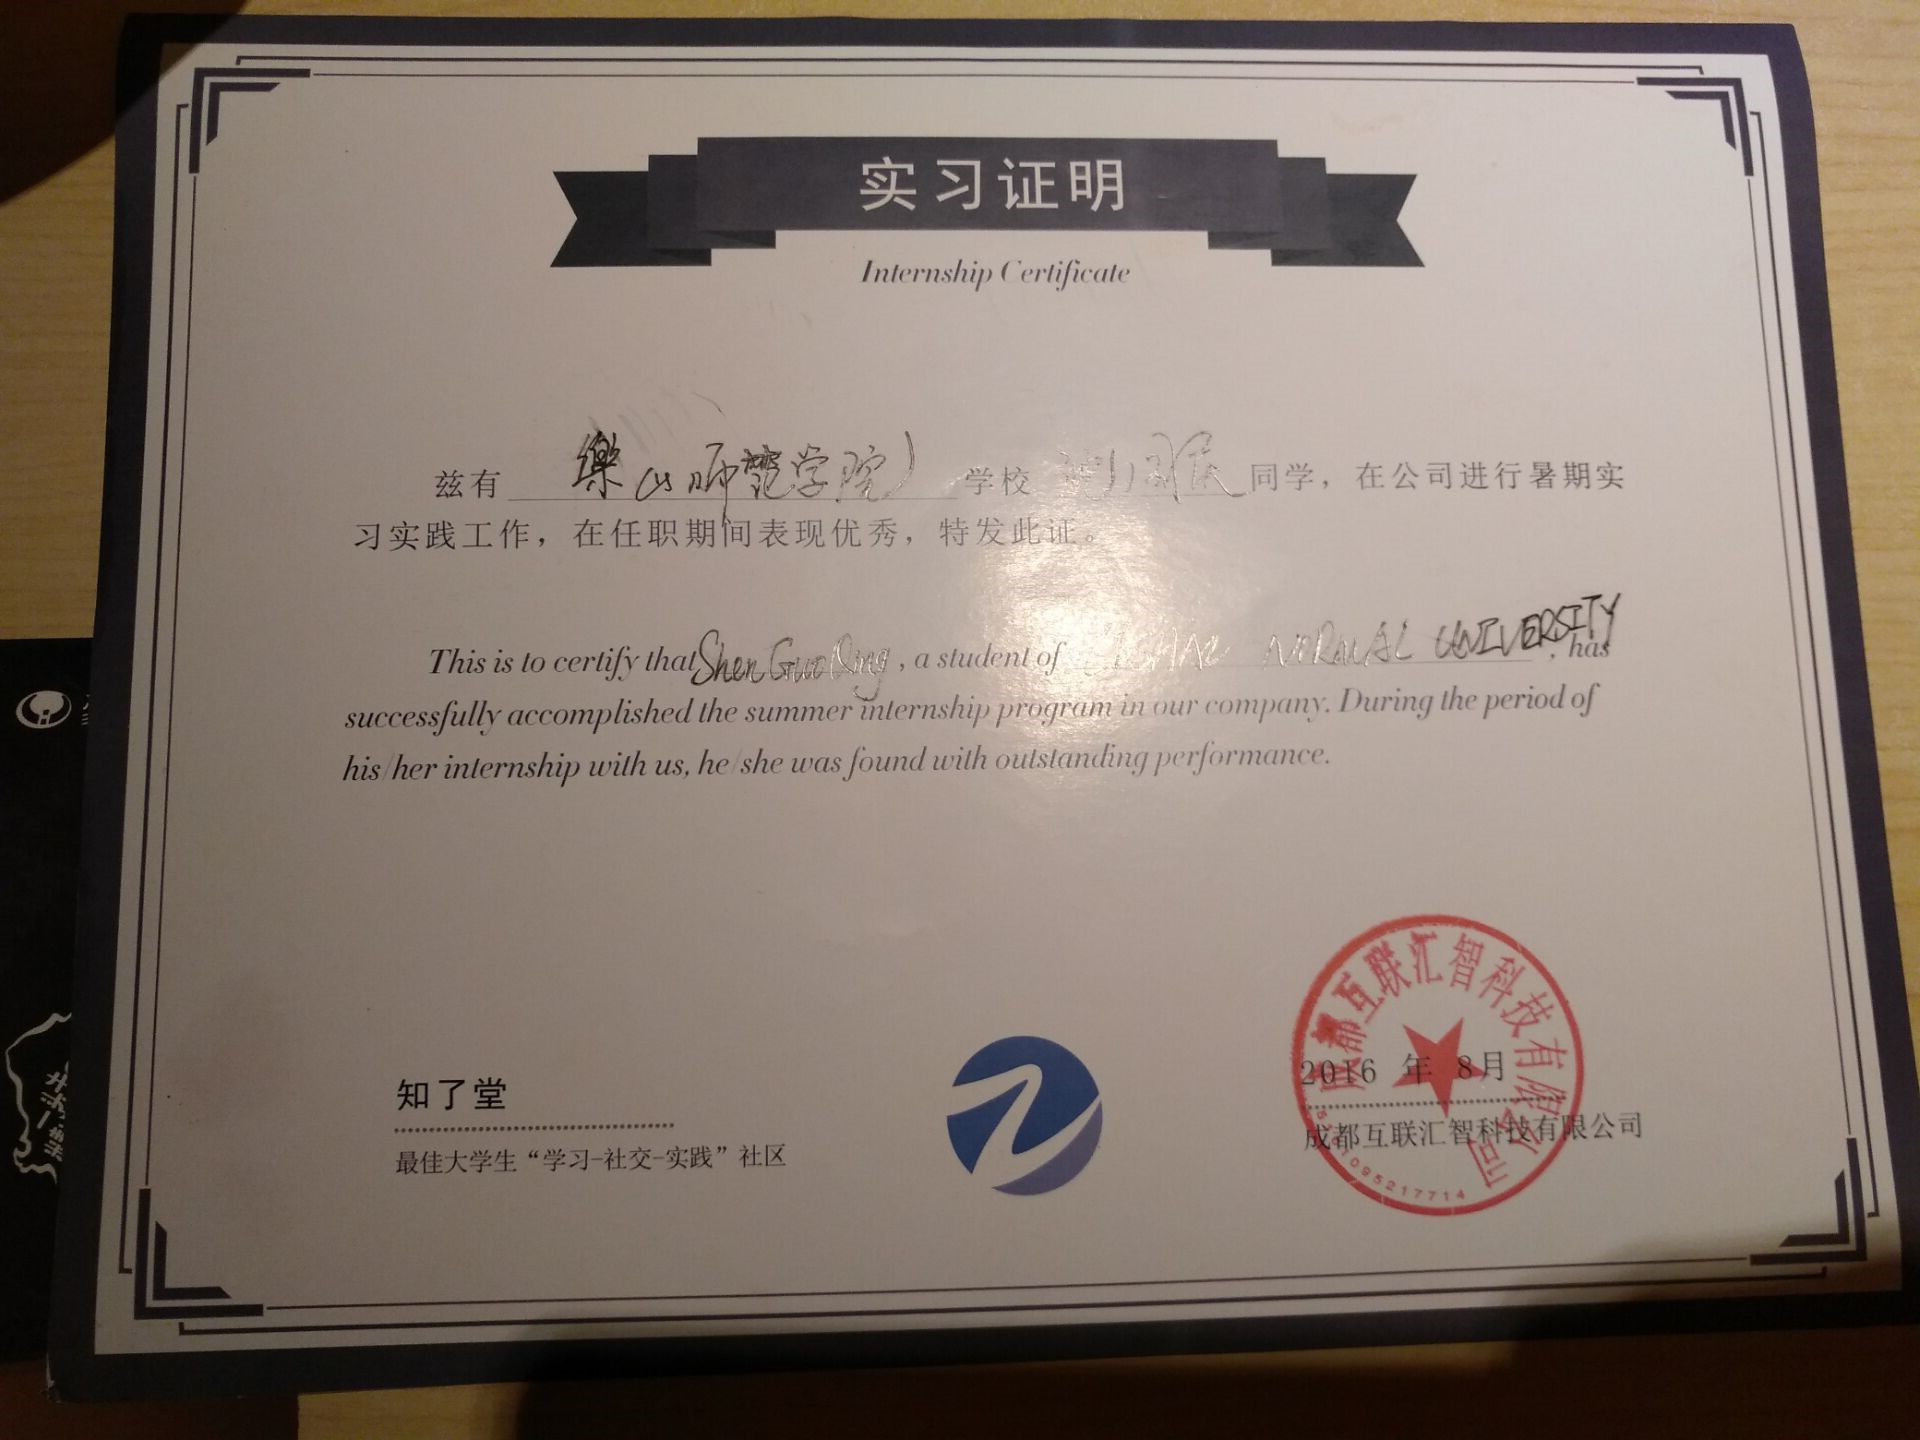 实习证明
Internship Certificate
兹有 樂山师范学院 学校 国庆 同学，在公司进行暑期实
习实践工作，在任职期间表现优秀，特发此证。
This is to certify that Shen Guo Qing , a student of NORMAL UNIVERSITY , has
successfully accomplished the summer internship program in our company. During the period of
his/her internship with us, he/she was found with outstanding performance.
知了堂
最佳大学生“学习-社交-实践”社区
2016 年 8月
成都互联汇智科技有限公司
成都互联汇智科技有限公司
095217714